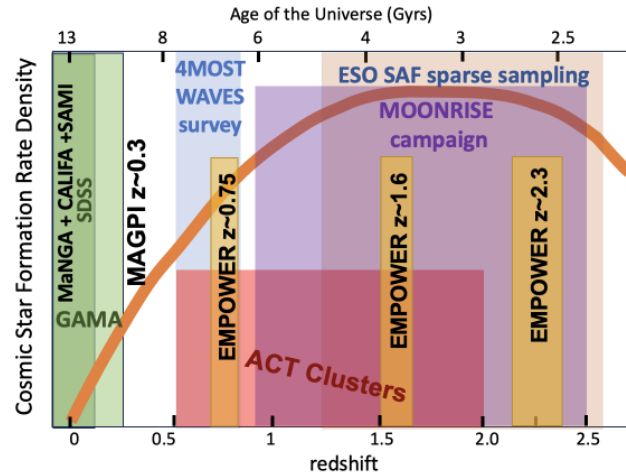 Age of the Universe (Gyrs)
13 8 6 4 3 2.5
4MOST
WAVES
survey
ESO SAF sparse sampling
MOONRISE
campaign
Cosmic Star Formation Rate Density
MaNGA + CALIFA +SAMI
SDSS
GAMA
MAGPI z~0.3
EMPOWER z~0.75
EMPOWER z~1.6
EMPOWER z~2.3
ACT Clusters
0 0.5 1 1.5 2.0 2.5
redshift